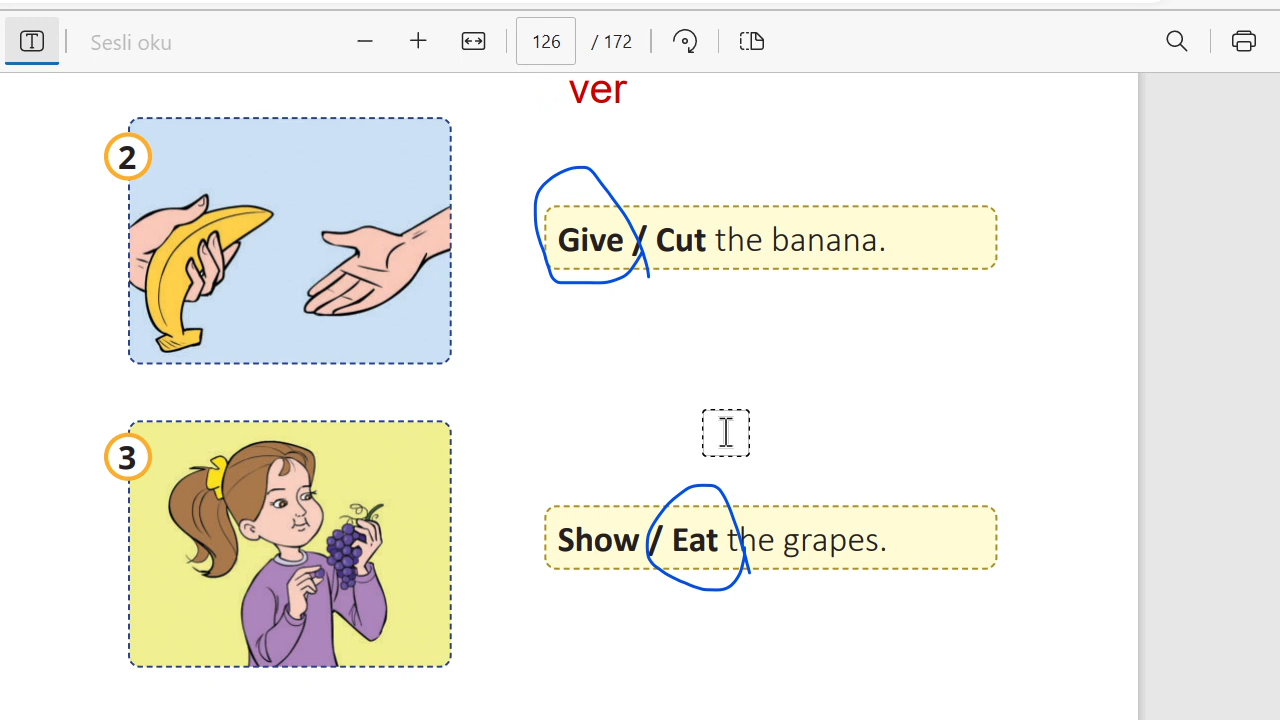 Sesli oku 126 / 172
ver
2
Give / Cut the banana.
3
Show / Eat the grapes.